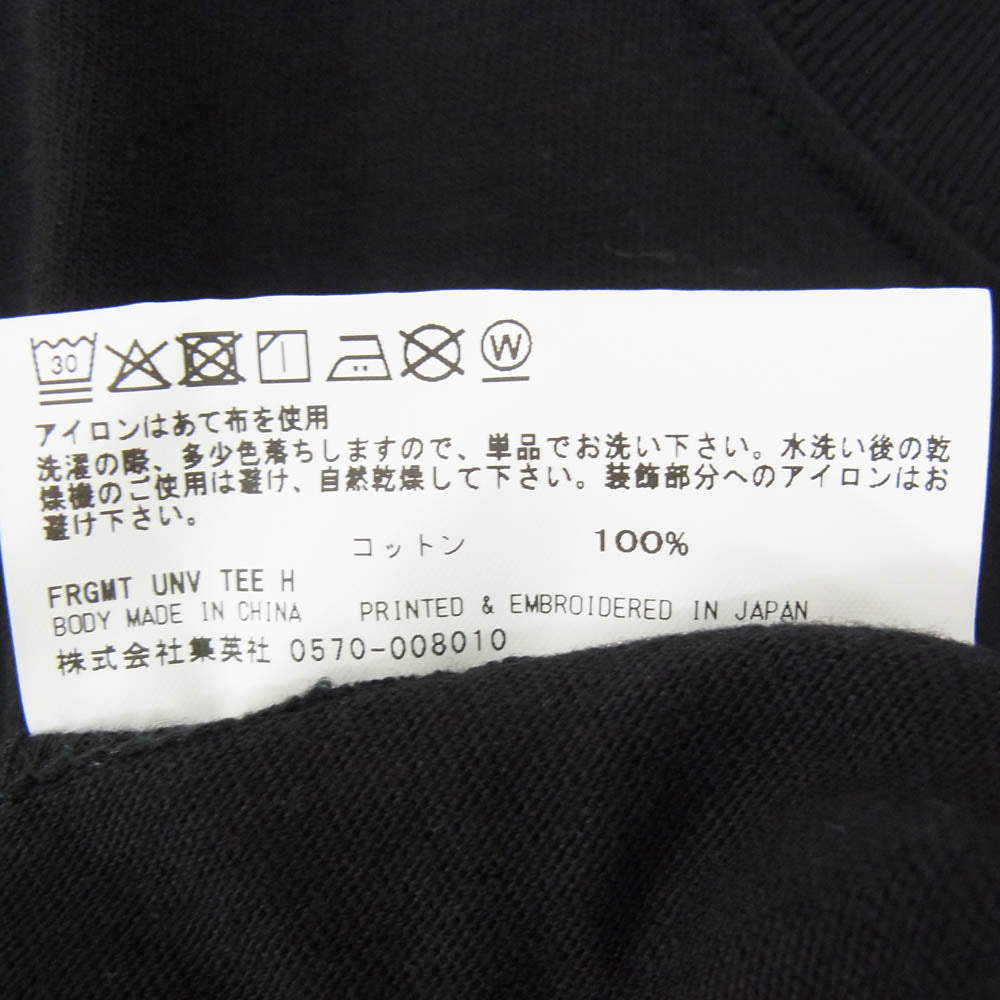 30 W
アイロンはあて布を使用
洗濯の際、多少色落ちしますので、単品でお洗い下さい。水洗い後の乾
燥機のご使用は避け、自然乾燥して下さい。装飾部分へのアイロンはお
避け下さい。
コットン 100%
FRGMT UNV TEE H
BODY MADE IN CHINA PRINTED & EMBROIDERED IN JAPAN
株式会社集英社 0570-008010